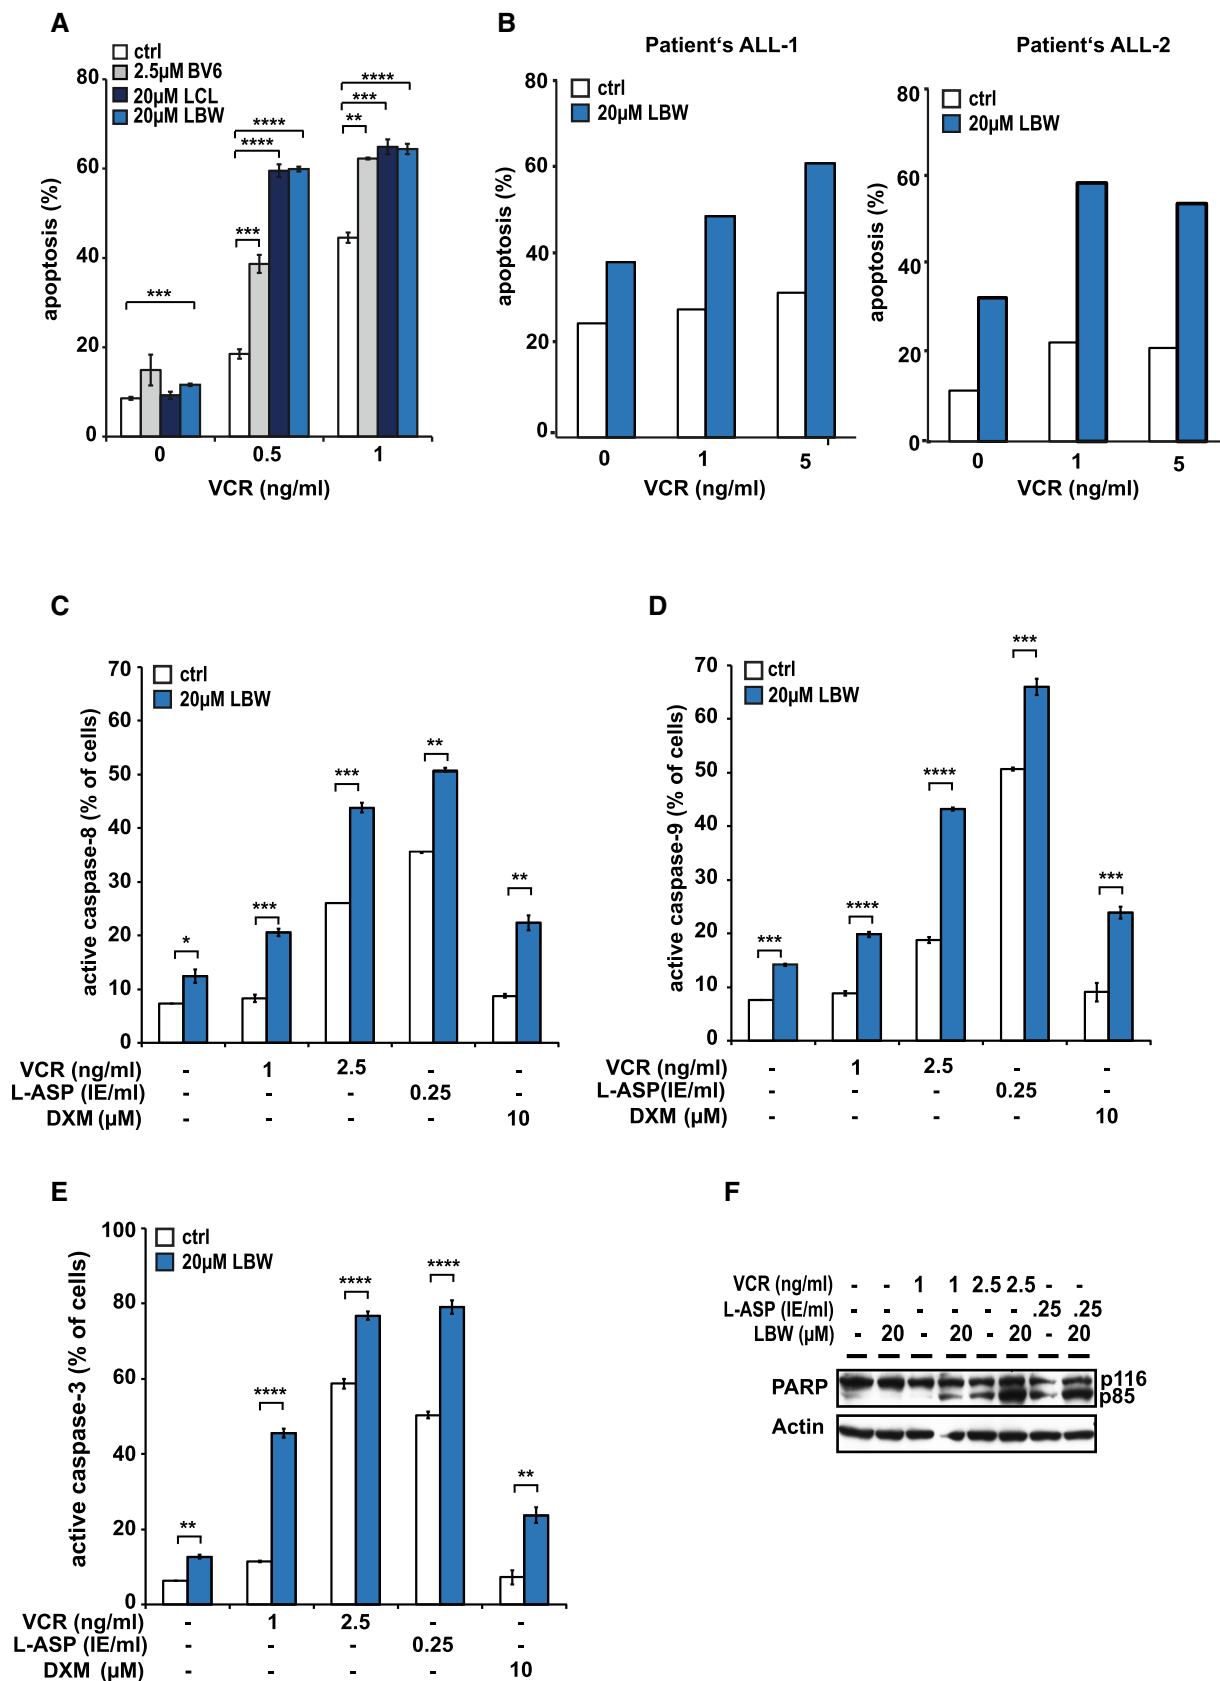 A
ctrl
2.5µM BV6
20µM LCL
20µM LBW
80
60
40
20
0
apoptosis (%)
***
***
****
****
**
***
****
0 0.5 1
VCR (ng/ml)
B
Patient‘s ALL-1
ctrl
20µM LBW
80
60
40
20
0
apoptosis (%)
0 1 5
VCR (ng/ml)
Patient‘s ALL-2
ctrl
20µM LBW
80
60
40
20
0
apoptosis (%)
0 1 5
VCR (ng/ml)
C
ctrl
20µM LBW
70
60
50
40
30
20
10
0
active caspase-8 (% of cells)
*
***
***
**
**
VCR (ng/ml) - 1 2.5 - -
L-ASP (IE/ml) - - - 0.25 -
DXM (µM) - - - - 10
D
ctrl
20µM LBW
70
60
50
40
30
20
10
0
active caspase-9 (% of cells)
***
****
****
***
***
VCR (ng/ml) - 1 2.5 - -
L-ASP(IE/ml) - - - 0.25 -
DXM (µM) - - - - 10
E
ctrl
20µM LBW
100
80
60
40
20
0
active caspase-3 (% of cells)
**
****
****
****
**
VCR (ng/ml) - 1 2.5 - -
L-ASP (IE/ml) - - - 0.25 -
DXM (µM) - - - - 10
F
VCR (ng/ml) - - 1 1 2.5 2.5 - -
L-ASP (IE/ml) - - - - - - .25 .25
LBW (µM) - 20 - 20 - 20 - 20
PARP
p116
p85
Actin